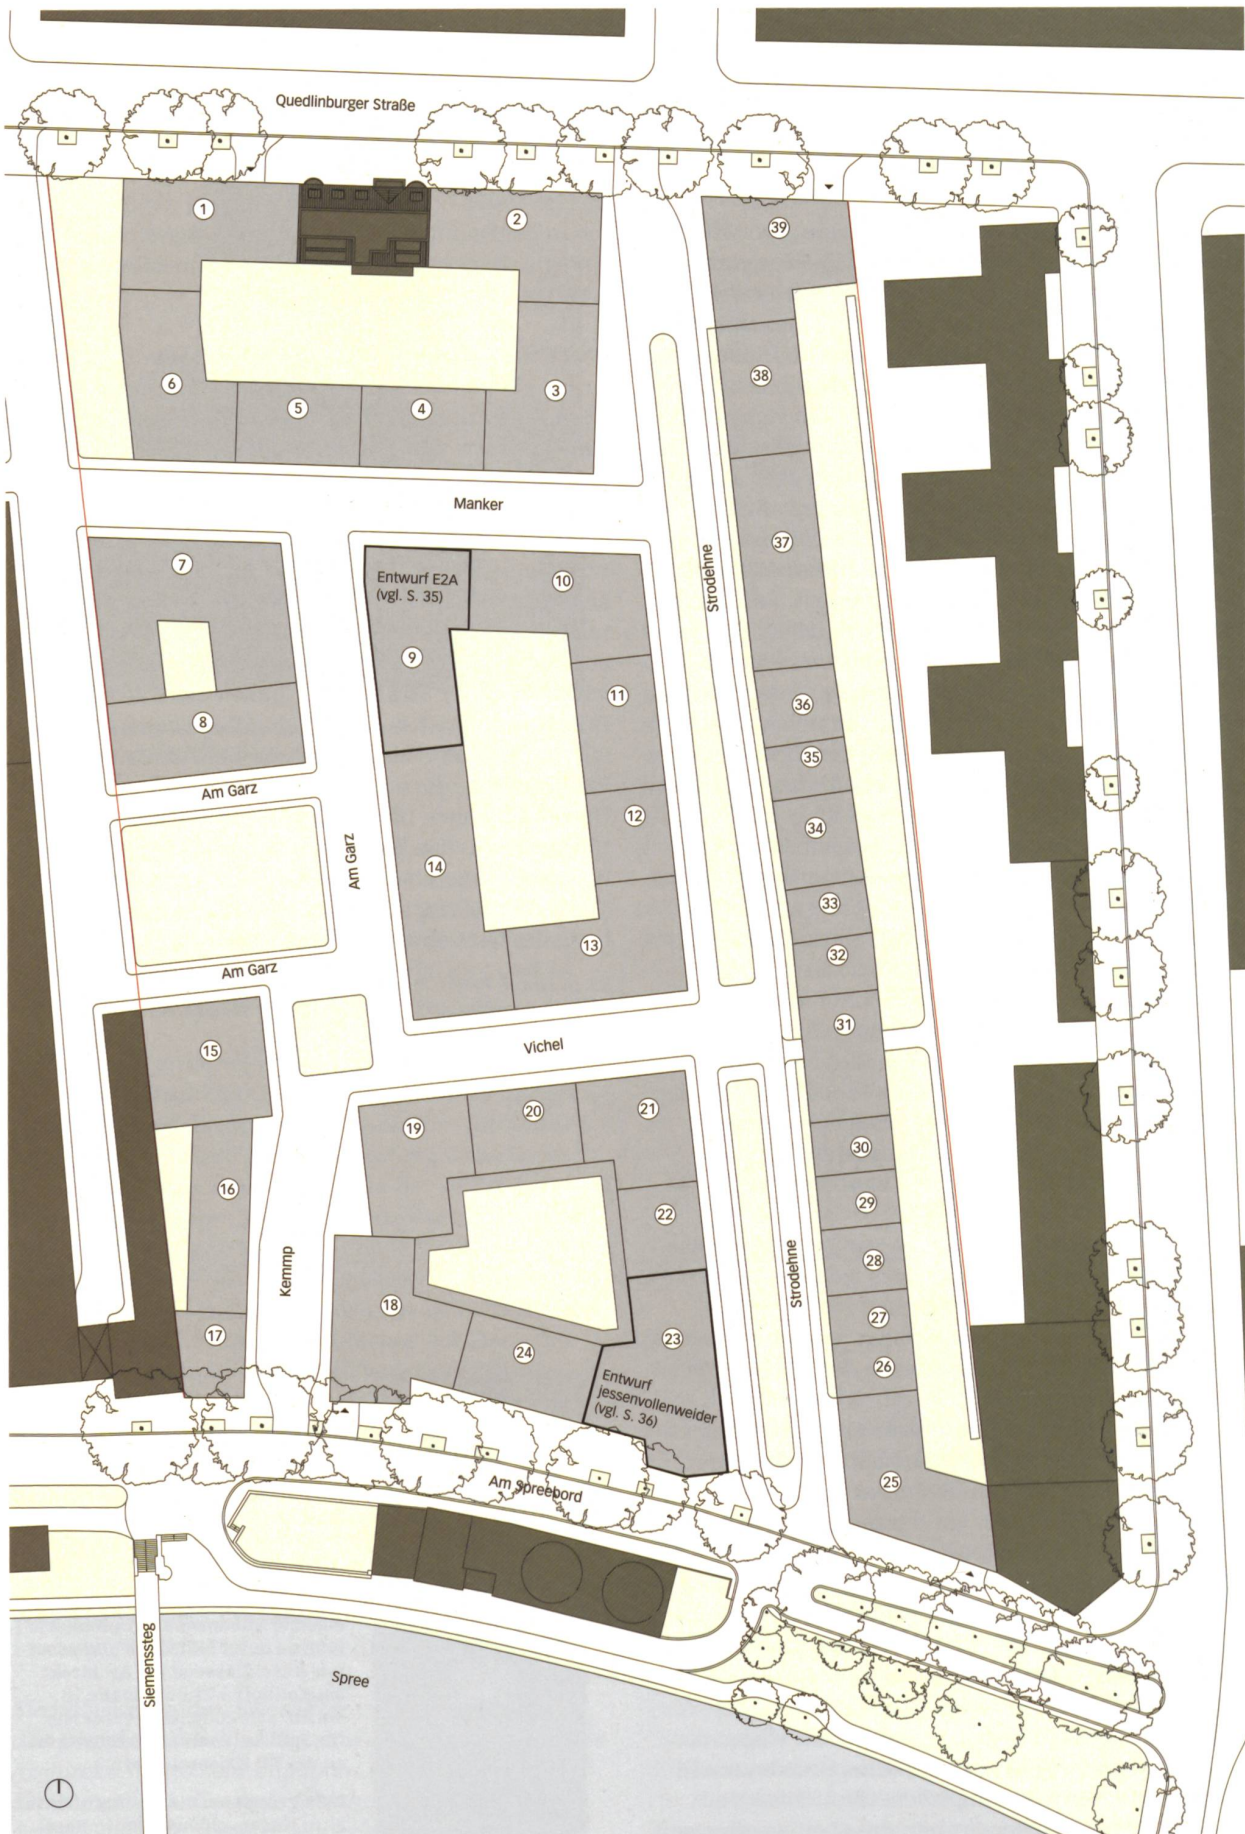 Quedlinburger Straße
1
2
39
6
5
4
3
38
Manker
7
Entwurf E2A
(vgl. S. 35)
10
37
Strodehne
9
8
11
36
Am Garz
35
12
34
Am Garz
14
33
13
32
Am Garz
31
15
Vichel
19
20
21
30
16
22
29
Kemmp
Strodehne
28
18
27
17
24
23
26
Entwurf
jessenvollenweider
(vgl. S. 36)
25
Am Spreebord
Siemenssteg
Spree